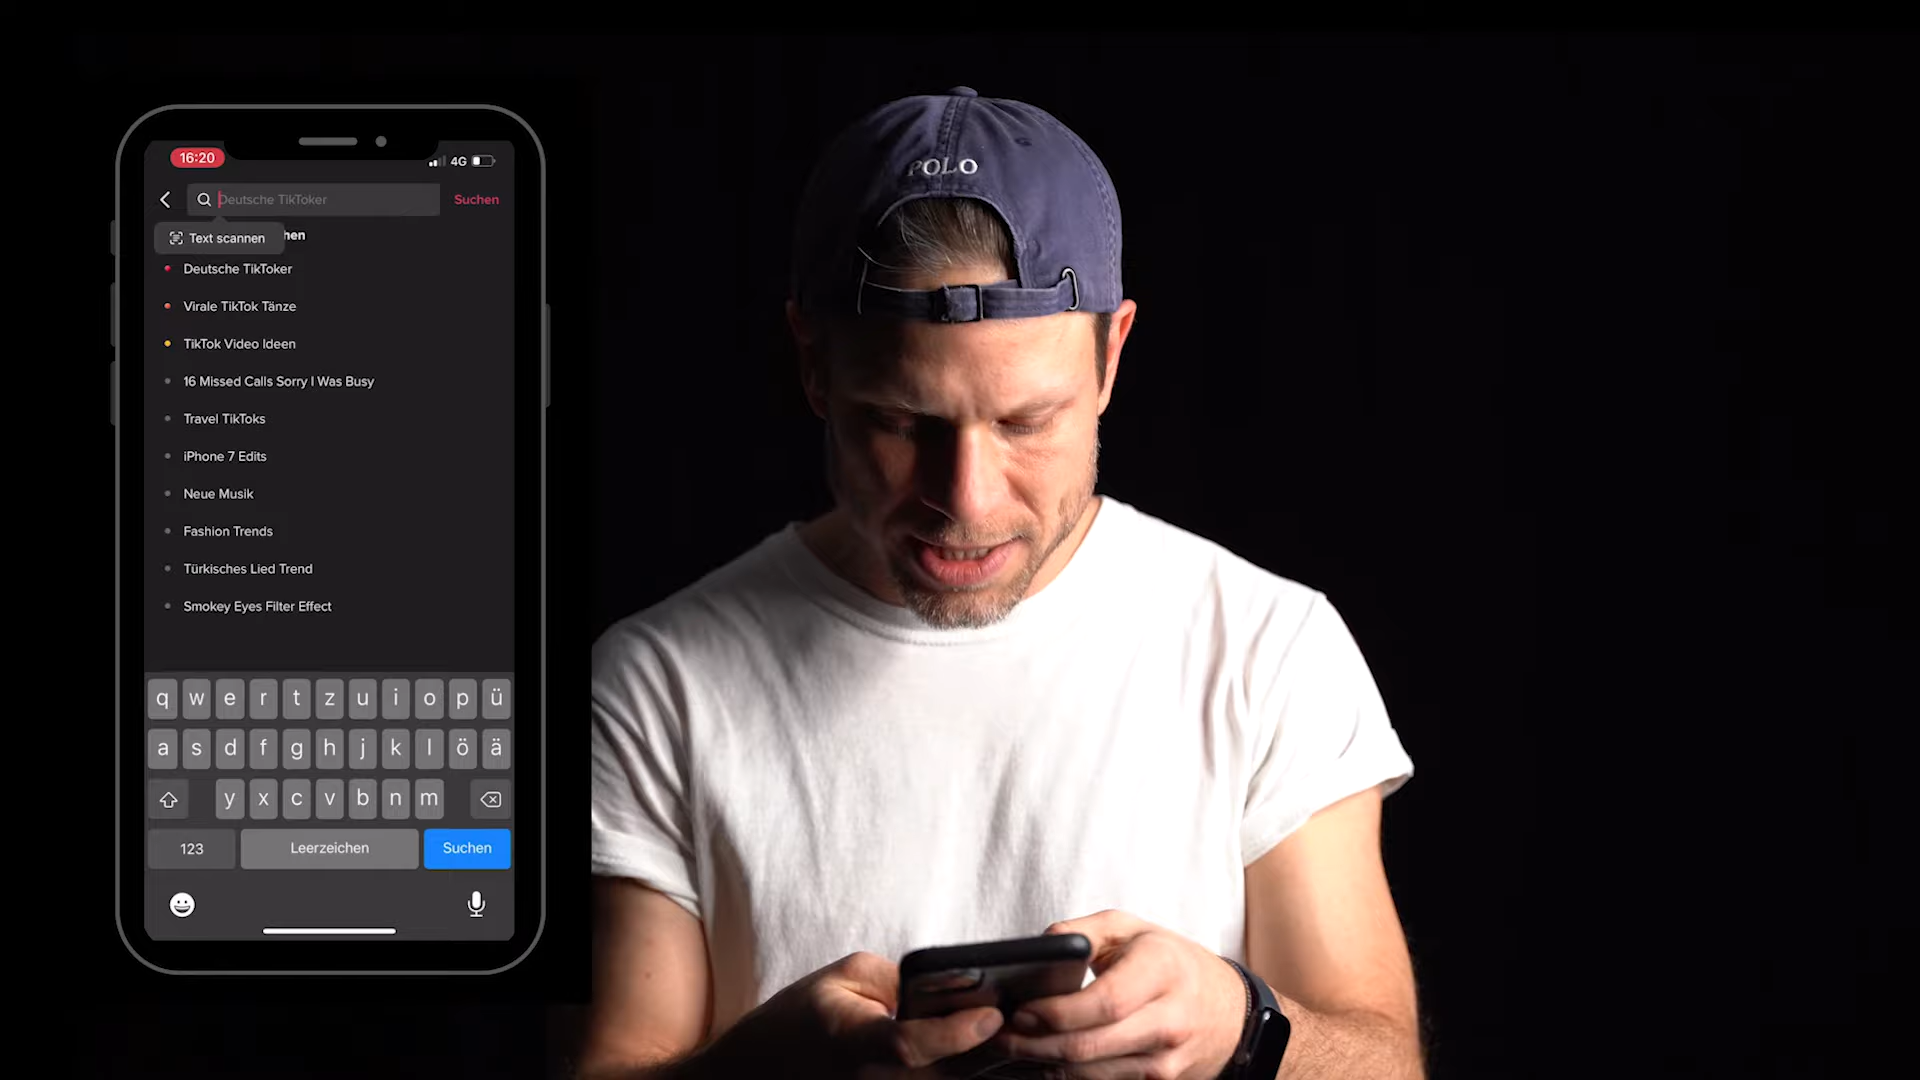 16:20
4G
Deutsche TikToker
Suchen
Text scannen
hen
Deutsche TikToker
Virale TikTok Tänze
TikTok Video Ideen
16 Missed Calls Sorry I Was Busy
Travel TikToks
iPhone 7 Edits
Neue Musik
Fashion Trends
Türkisches Lied Trend
Smokey Eyes Filter Effect
q w e r t z u i o p ü
a s d f g h j k l ö ä
y x c v b n m
123
Leerzeichen
Suchen
POLO